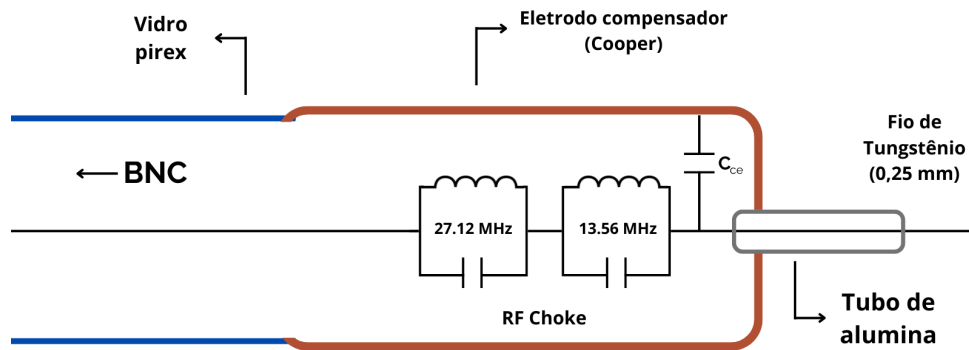 Vidro
pirex
Eletrodo compensador
(Cooper)
Fio de
Tungstênio
(0,25 mm)
BNC
Cce
27.12 MHz
13.56 MHz
RF Choke
Tubo de
alumina